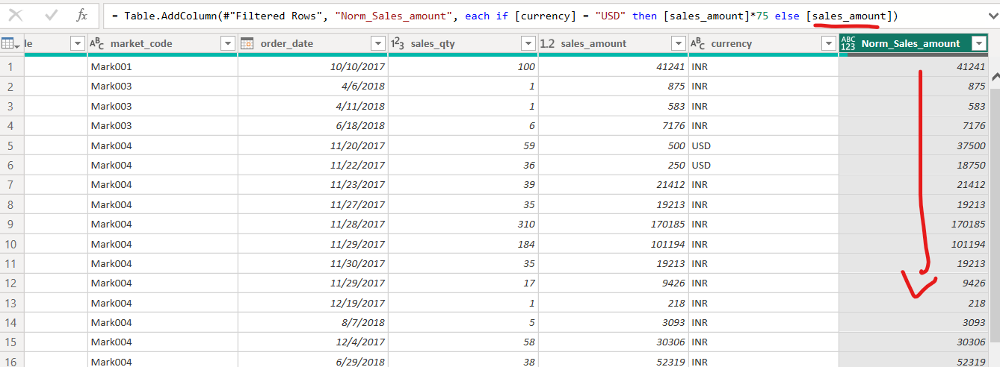 fx = Table.AddColumn(#"Filtered Rows", "Norm_Sales_amount", each if [currency] = "USD" then [sales_amount]*75 else [sales_amount])
le ABC market_code order_date 123 sales_qty 1.2 sales_amount ABC currency ABC 123 Norm_Sales_amount
1 Mark001 10/10/2017 100 41241 INR 41241
2 Mark003 4/6/2018 1 875 INR 875
3 Mark003 4/11/2018 1 583 INR 583
4 Mark003 6/18/2018 6 7176 INR 7176
5 Mark004 11/20/2017 59 500 USD 37500
6 Mark004 11/22/2017 36 250 USD 18750
7 Mark004 11/23/2017 39 21412 INR 21412
8 Mark004 11/27/2017 35 19213 INR 19213
9 Mark004 11/28/2017 310 170185 INR 170185
10 Mark004 11/29/2017 184 101194 INR 101194
11 Mark004 11/30/2017 35 19213 INR 19213
12 Mark004 11/29/2017 17 9426 INR 9426
13 Mark004 12/19/2017 1 218 INR 218
14 Mark004 8/7/2018 5 3093 INR 3093
15 Mark004 12/4/2017 58 30306 INR 30306
16 Mark004 6/29/2018 38 52319 INR 52319